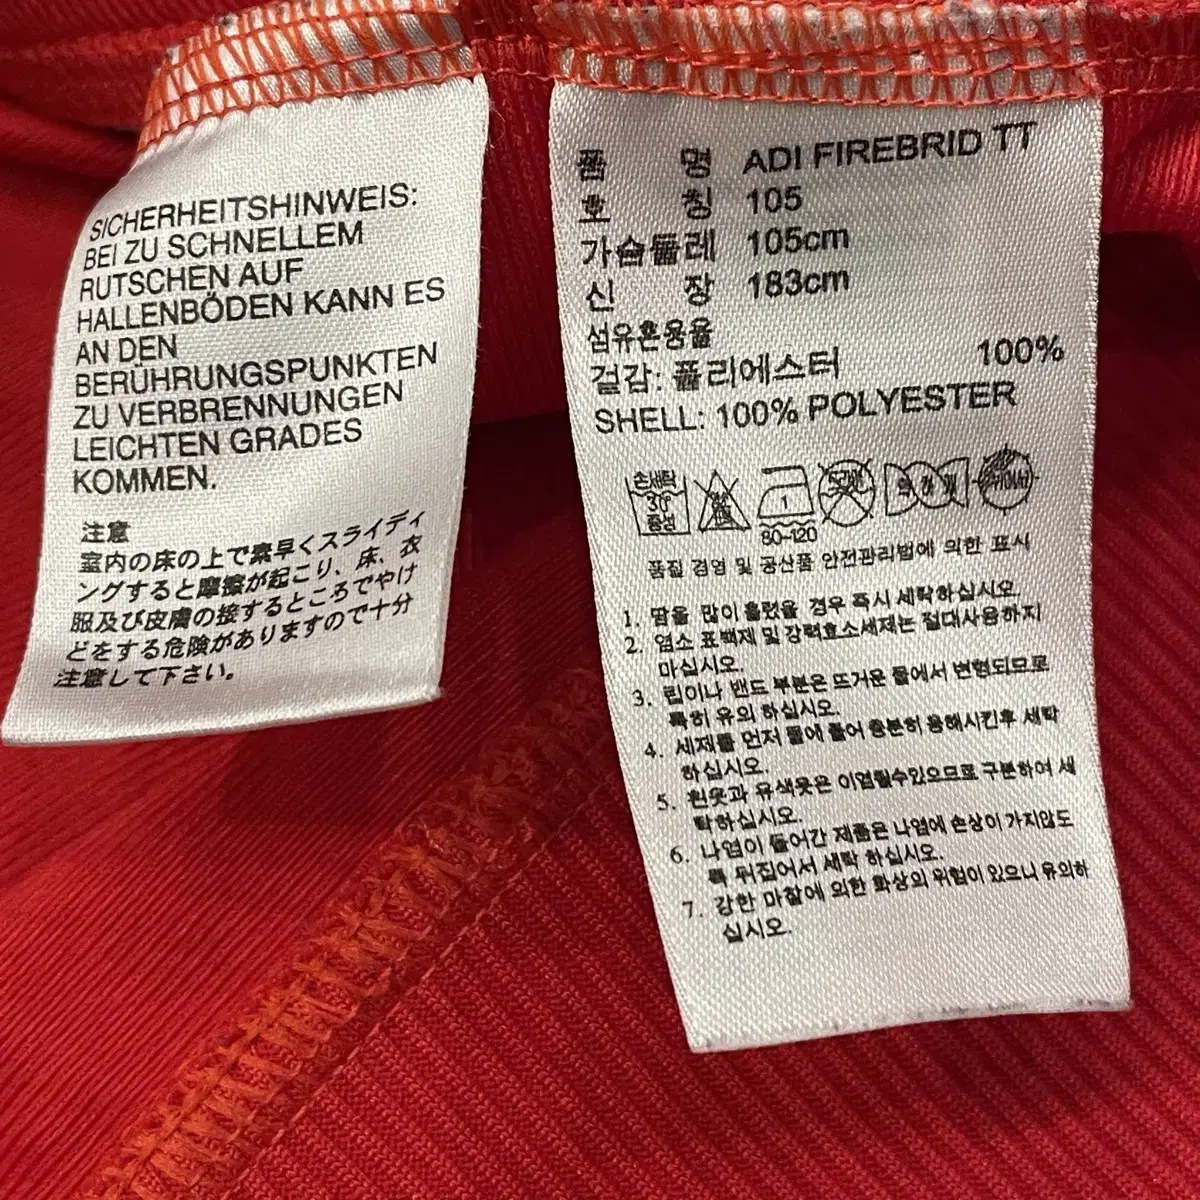 SICHERHEITSHINWEIS:
BEI ZU SCHNELLEM
RUTSCHEN AUF
HALLENBÖDEN KANN ES
AN DEN
BERÜHRUNGSPUNKTEN
ZU VERBRENNUNGEN
LEICHTEN GRADES
KOMMEN.
注意
室内の床の上で素早くスライディ
ングすると摩擦が起こり、床、衣
服及び皮膚の接するところでやけ
どをする危険がありますので十分
注意して下さい。
품 명 ADI FIREBRID TT
호 칭 105
가슴둘레 105cm
신 장 183cm
섬유혼용율
겉감: 폴리에스터 100%
SHELL: 100% POLYESTER
손세탁
30°
중성
1
80~120
품질 경영 및 공산품 안전관리법에 의한 표시
1. 땀을 많이 흘렸을 경우 즉시 세탁하십시오.
2. 염소 표백제 및 강력효소세제는 절대사용하지
마십시오.
3. 립이나 밴드 부분은 뜨거운 물에서 변형되므로
특히 유의 하십시오.
4. 세제를 먼저 물에 풀어 충분히 용해시킨후 세탁
하십시오.
5. 흰옷과 유색옷은 이염될수있으므로 구분하여 세
탁하십시오.
6. 나염이 들어간 제품은 나염에 손상이 가지않도
록 뒤집어서 세탁 하십시오.
7. 강한 마찰에 의한 화상의 위험이 있으니 유의하
십시오.